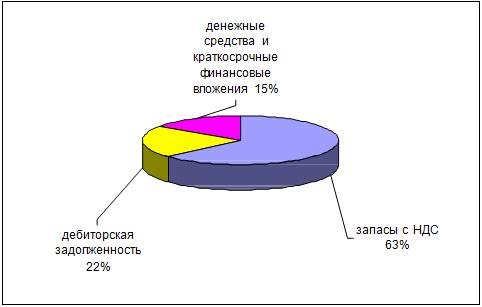 денежные
средства и
краткосрочные
финансовые
вложения 15%
запасы с НДС
63%
дебиторская
задолженность
22%